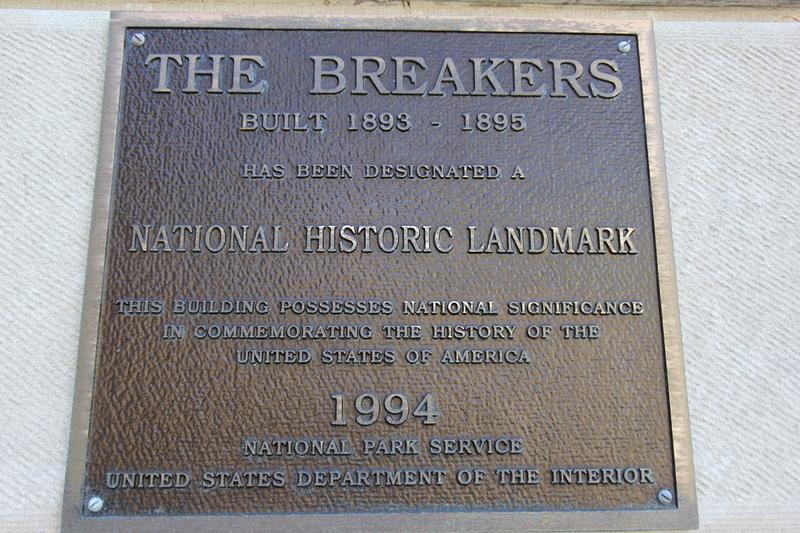 THE BREAKERS
BUILT 1893 - 1895
HAS BEEN DESIGNATED A
NATIONAL HISTORIC LANDMARK
THIS BUILDING POSSESSES NATIONAL SIGNIFICANCE
IN COMMEMORATING THE HISTORY OF THE
UNITED STATES OF AMERICA
1994
NATIONAL PARK SERVICE
UNITED STATES DEPARTMENT OF THE INTERIOR